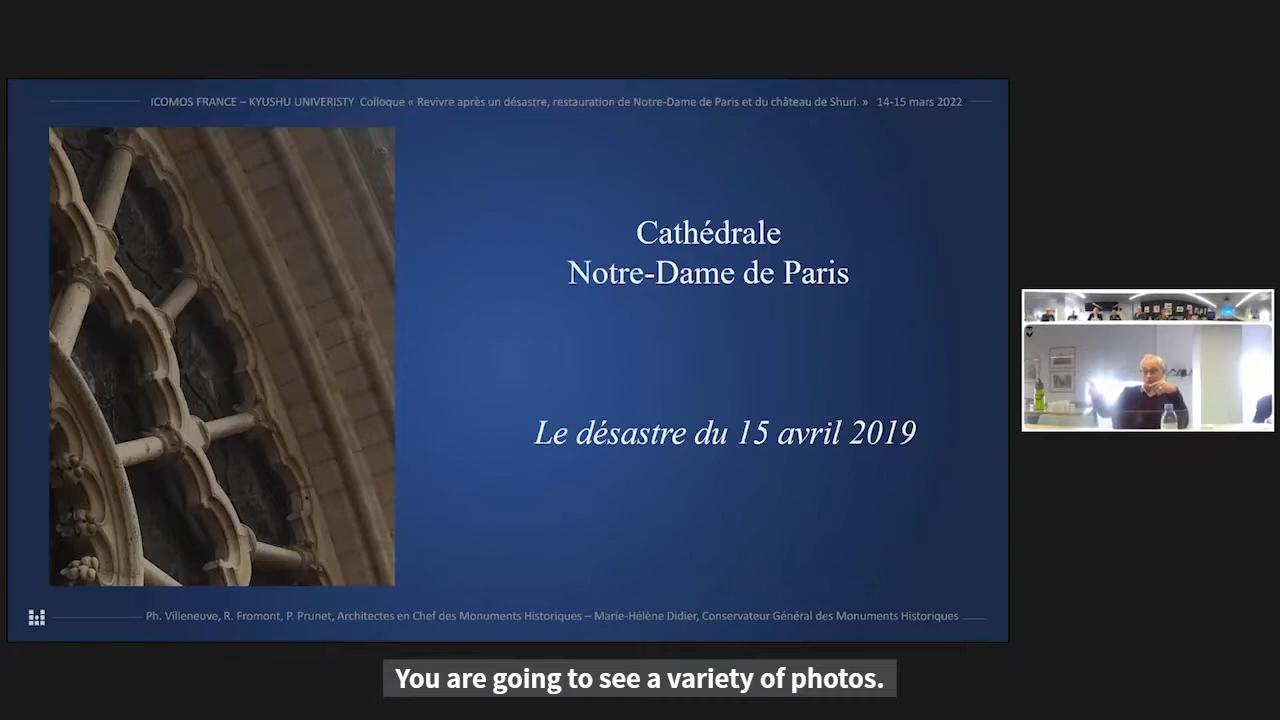 ICOMOS FRANCE – KYUSHU UNIVERISTY Colloque « Revivre après un désastre, restauration de Notre-Dame de Paris et du château de Shuri. » 14-15 mars 2022
Cathédrale
Notre-Dame de Paris
Le désastre du 15 avril 2019
Ph. Villeneuve, R. Fromont, P. Prunet, Architectes en Chef des Monuments Historiques – Marie-Hélène Didier, Conservateur Général des Monuments Historiques
You are going to see a variety of photos.